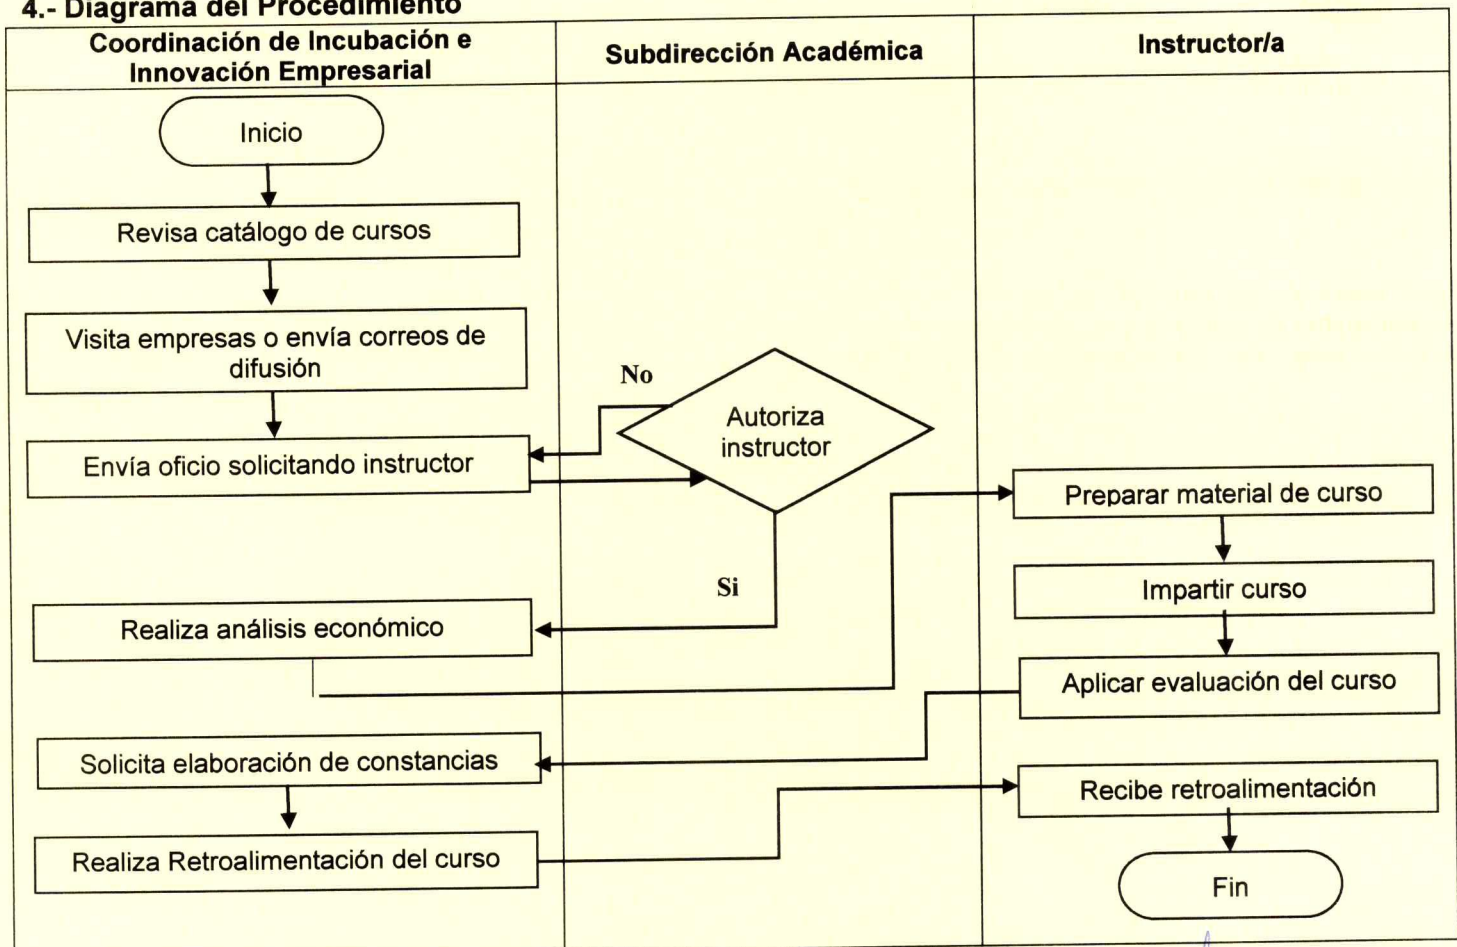 4.- Diagrama del Procedimiento
Coordinación de Incubación e
Innovación Empresarial
Subdirección Académica
Instructor/a
Inicio
Revisa catálogo de cursos
Visita empresas o envía correos de
difusión
No
Autoriza
instructor
Envía oficio solicitando instructor
Preparar material de curso
Si
Impartir curso
Realiza análisis económico
Aplicar evaluación del curso
Solicita elaboración de constancias
Recibe retroalimentación
Realiza Retroalimentación del curso
Fin